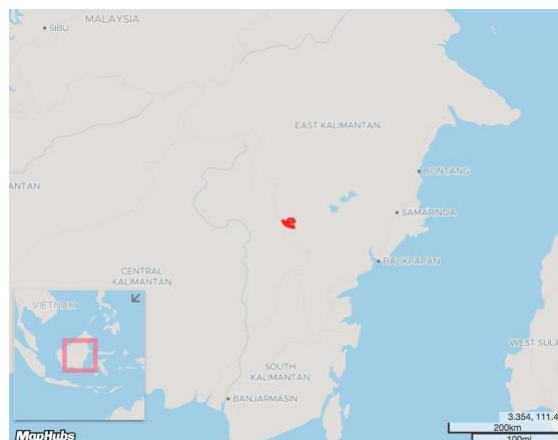 MALAYSIA
SIBU
EAST KALIMANTAN
BONTANG
ANTAN
SAMARINDA
BALIKPAPAN
CENTRAL
KALIMANTAN
VIETNAM
WEST SULA
SOUTH
KALIMANTAN
BANJARMASIN
3.354, 111.4
200km
100mi
MapHubs